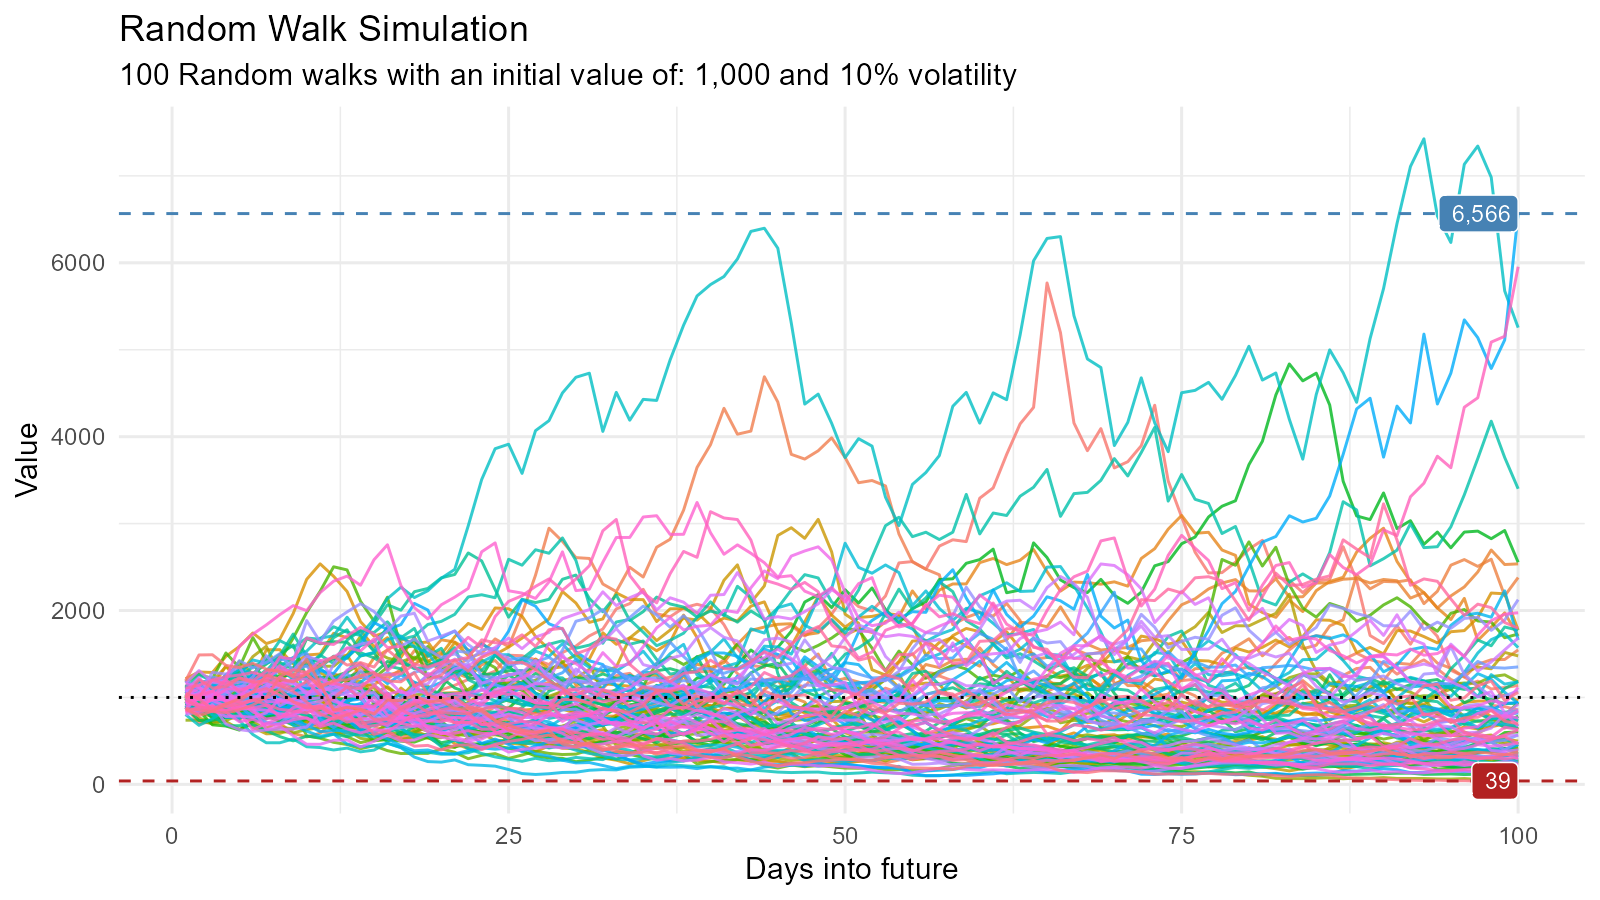 Random Walk Simulation
100 Random walks with an initial value of: 1,000 and 10% volatility
Value
6000
4000
2000
0
6,566
39
0
25
50
75
100
Days into future